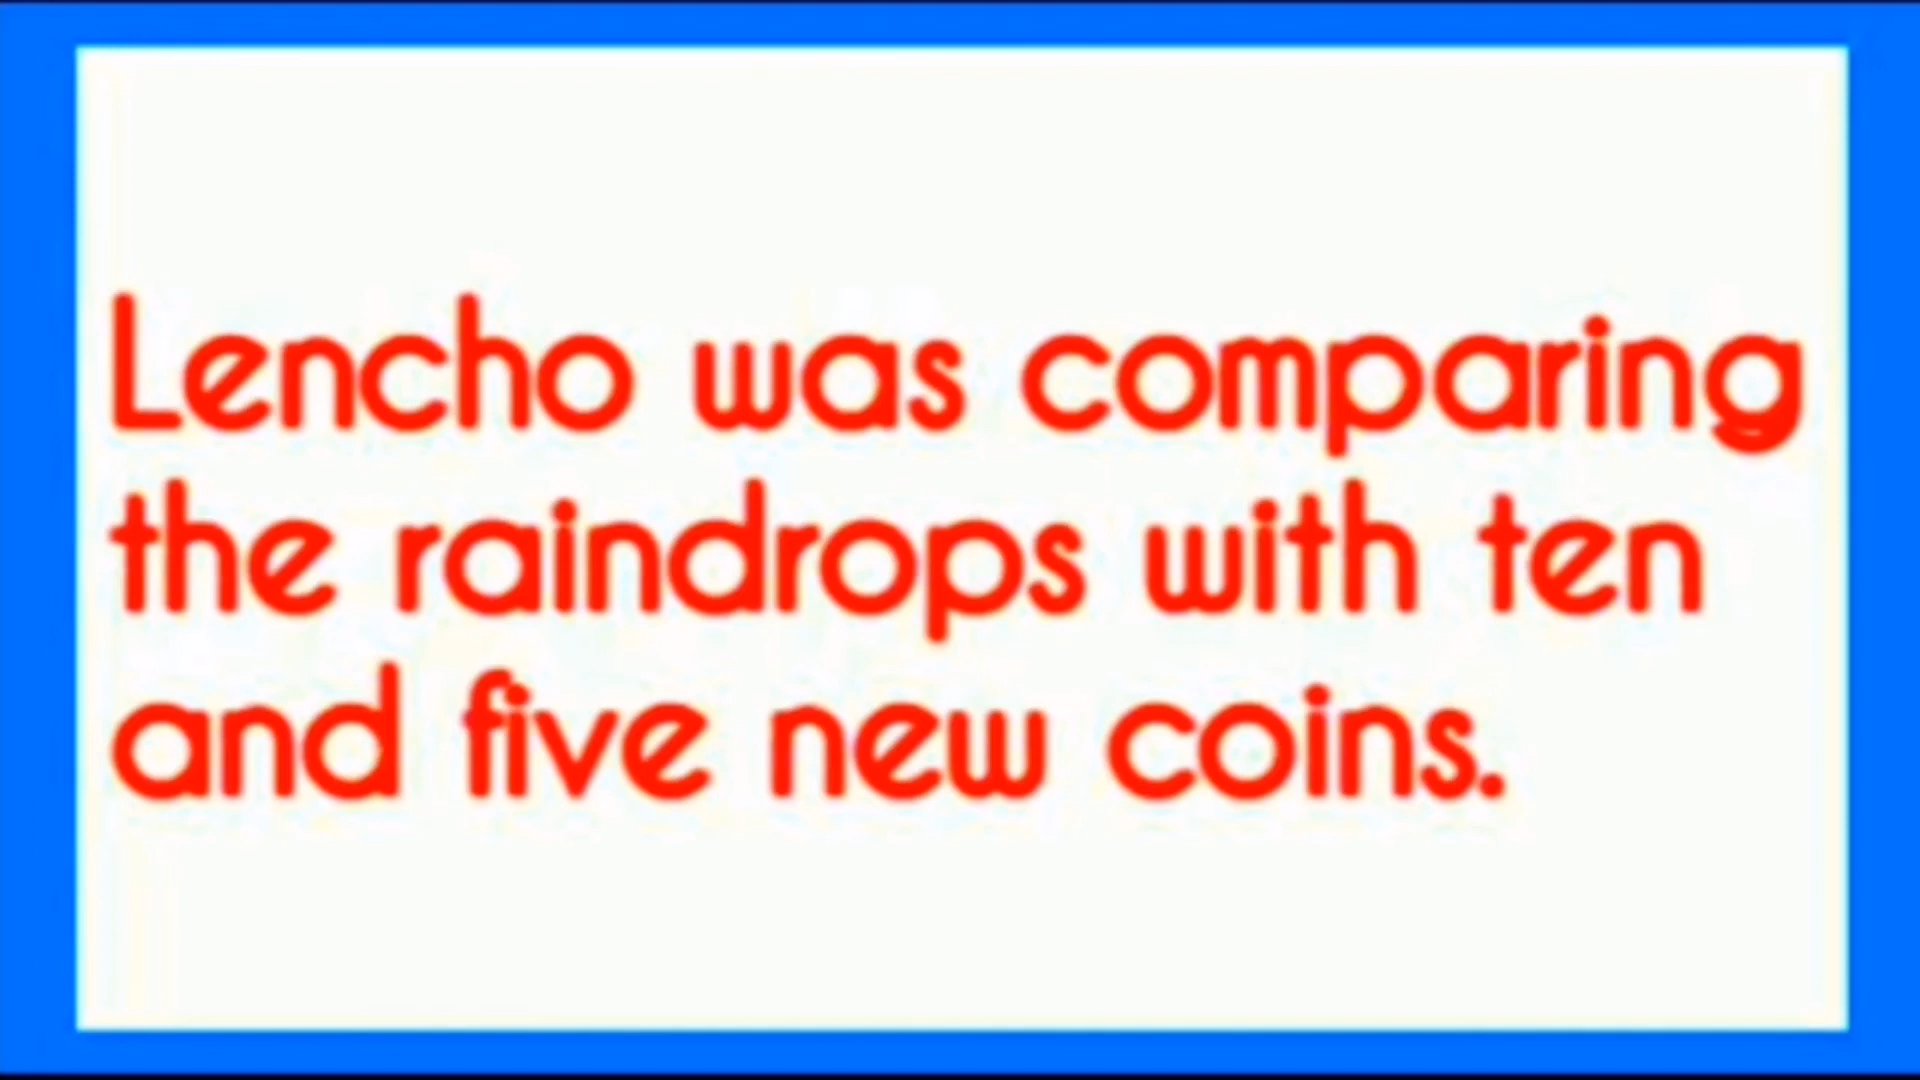 Lencho was comparing
the raindrops with ten
and five new coins.